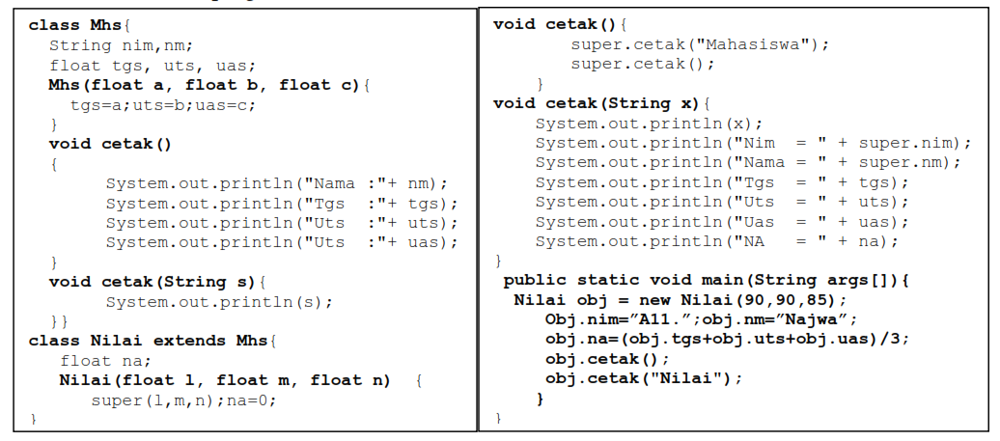 class Mhs{
String nim,nm;
float tgs, uts, uas;
Mhs(float a, float b, float c){
tgs=a;uts=b;uas=c;
}
void cetak()
{
System.out.println("Nama :"+ nm);
System.out.println("Tgs  :"+ tgs);
System.out.println("Uts  :"+ uts);
System.out.println("Uts  :"+ uas);
}
void cetak(String s){
System.out.println(s);
}}
class Nilai extends Mhs{
float na;
Nilai(float l, float m, float n)  {
super(l,m,n);na=0;
}
void cetak(){
super.cetak("Mahasiswa");
super.cetak();
}
void cetak(String x){
System.out.println(x);
System.out.println("Nim  = " + super.nim);
System.out.println("Nama = " + super.nm);
System.out.println("Tgs  = " + tgs);
System.out.println("Uts  = " + uts);
System.out.println("Uas  = " + uas);
System.out.println("NA   = " + na);
}
public static void main(String args[]){
Nilai obj = new Nilai(90,90,85);
Obj.nim=”A11.”;obj.nm=”Najwa”;
obj.na=(obj.tgs+obj.uts+obj.uas)/3;
obj.cetak();
obj.cetak("Nilai");
}
}